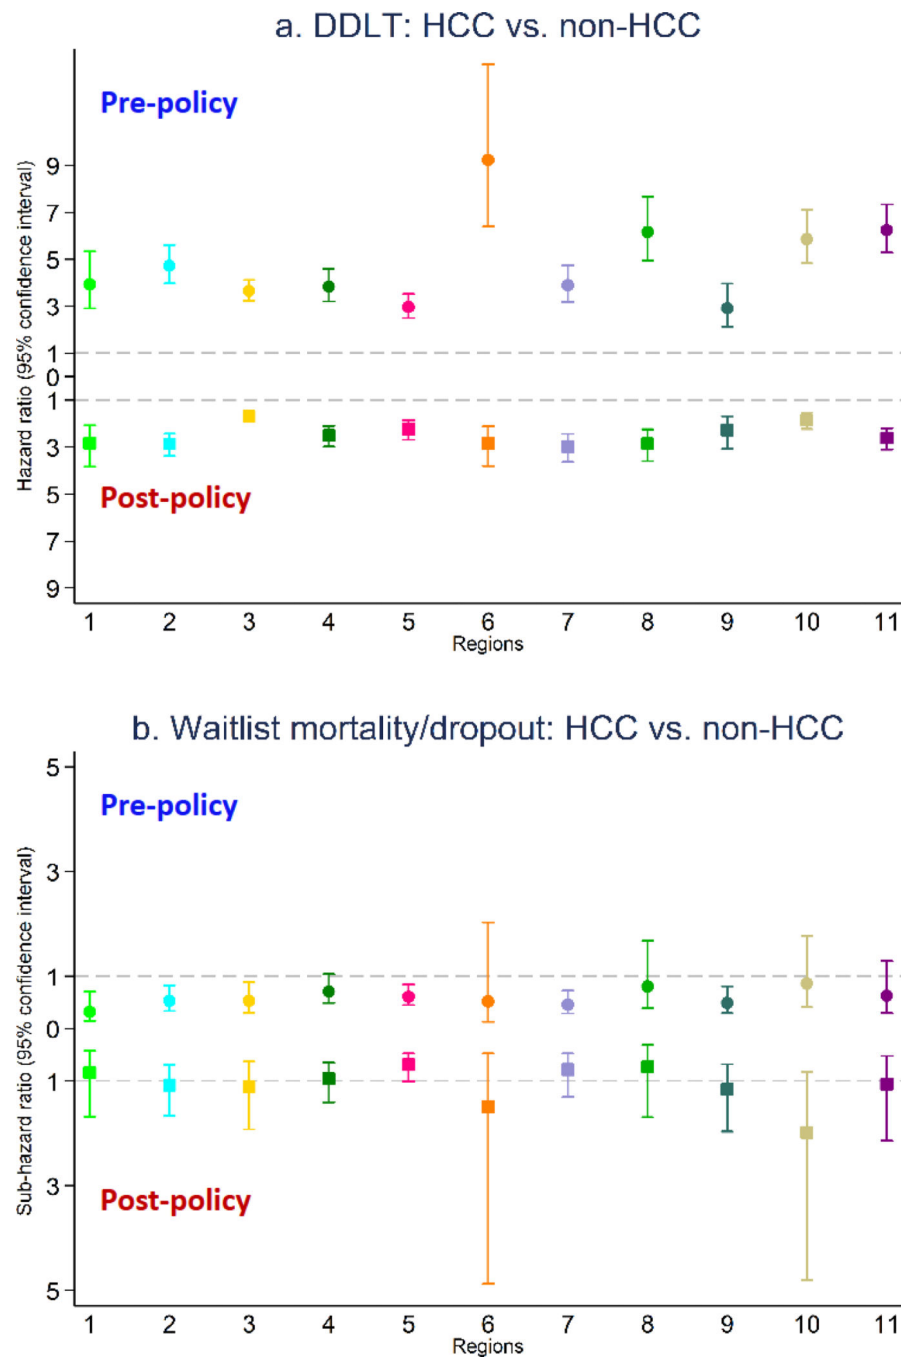 a. DDLT: HCC vs. non-HCC
Pre-policy
Hazard ratio (95% confidence interval)
9
7
5
3
1
0
1
3
5
7
9
Post-policy
1 2 3 4 5 6 7 8 9 10 11
Regions
b. Waitlist mortality/dropout: HCC vs. non-HCC
Pre-policy
Sub-hazard ratio (95% confidence interval)
5
3
1
0
1
3
5
Post-policy
1 2 3 4 5 6 7 8 9 10 11
Regions